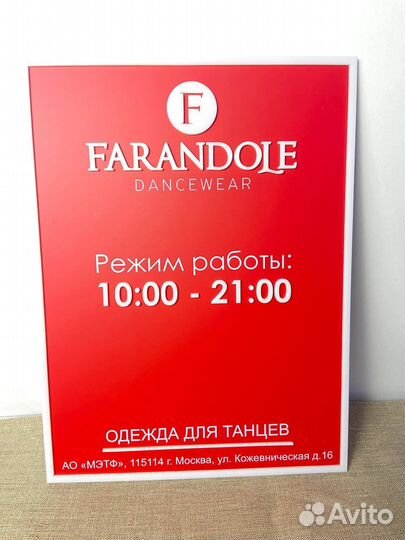 F
FARANDOLE
DANCEWEAR
Режим работы:
10:00 - 21:00
ОДЕЖДА ДЛЯ ТАНЦЕВ
АО «МЭТФ», 115114 г. Москва, ул. Кожевническая д.16
Avito